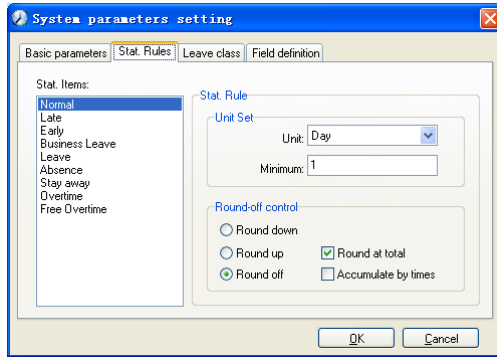 System parameters setting
Basic parameters Stat. Rules Leave class Field definition
Stat. Items:
Normal
Late
Early
Business Leave
Leave
Absence
Stay away
Overtime
Free Overtime
Stat. Rule
Unit Set
Unit: Day
Minimum: 1
Round-off control
Round down
Round up Round at total
Round off Accumulate by times
OK Cancel